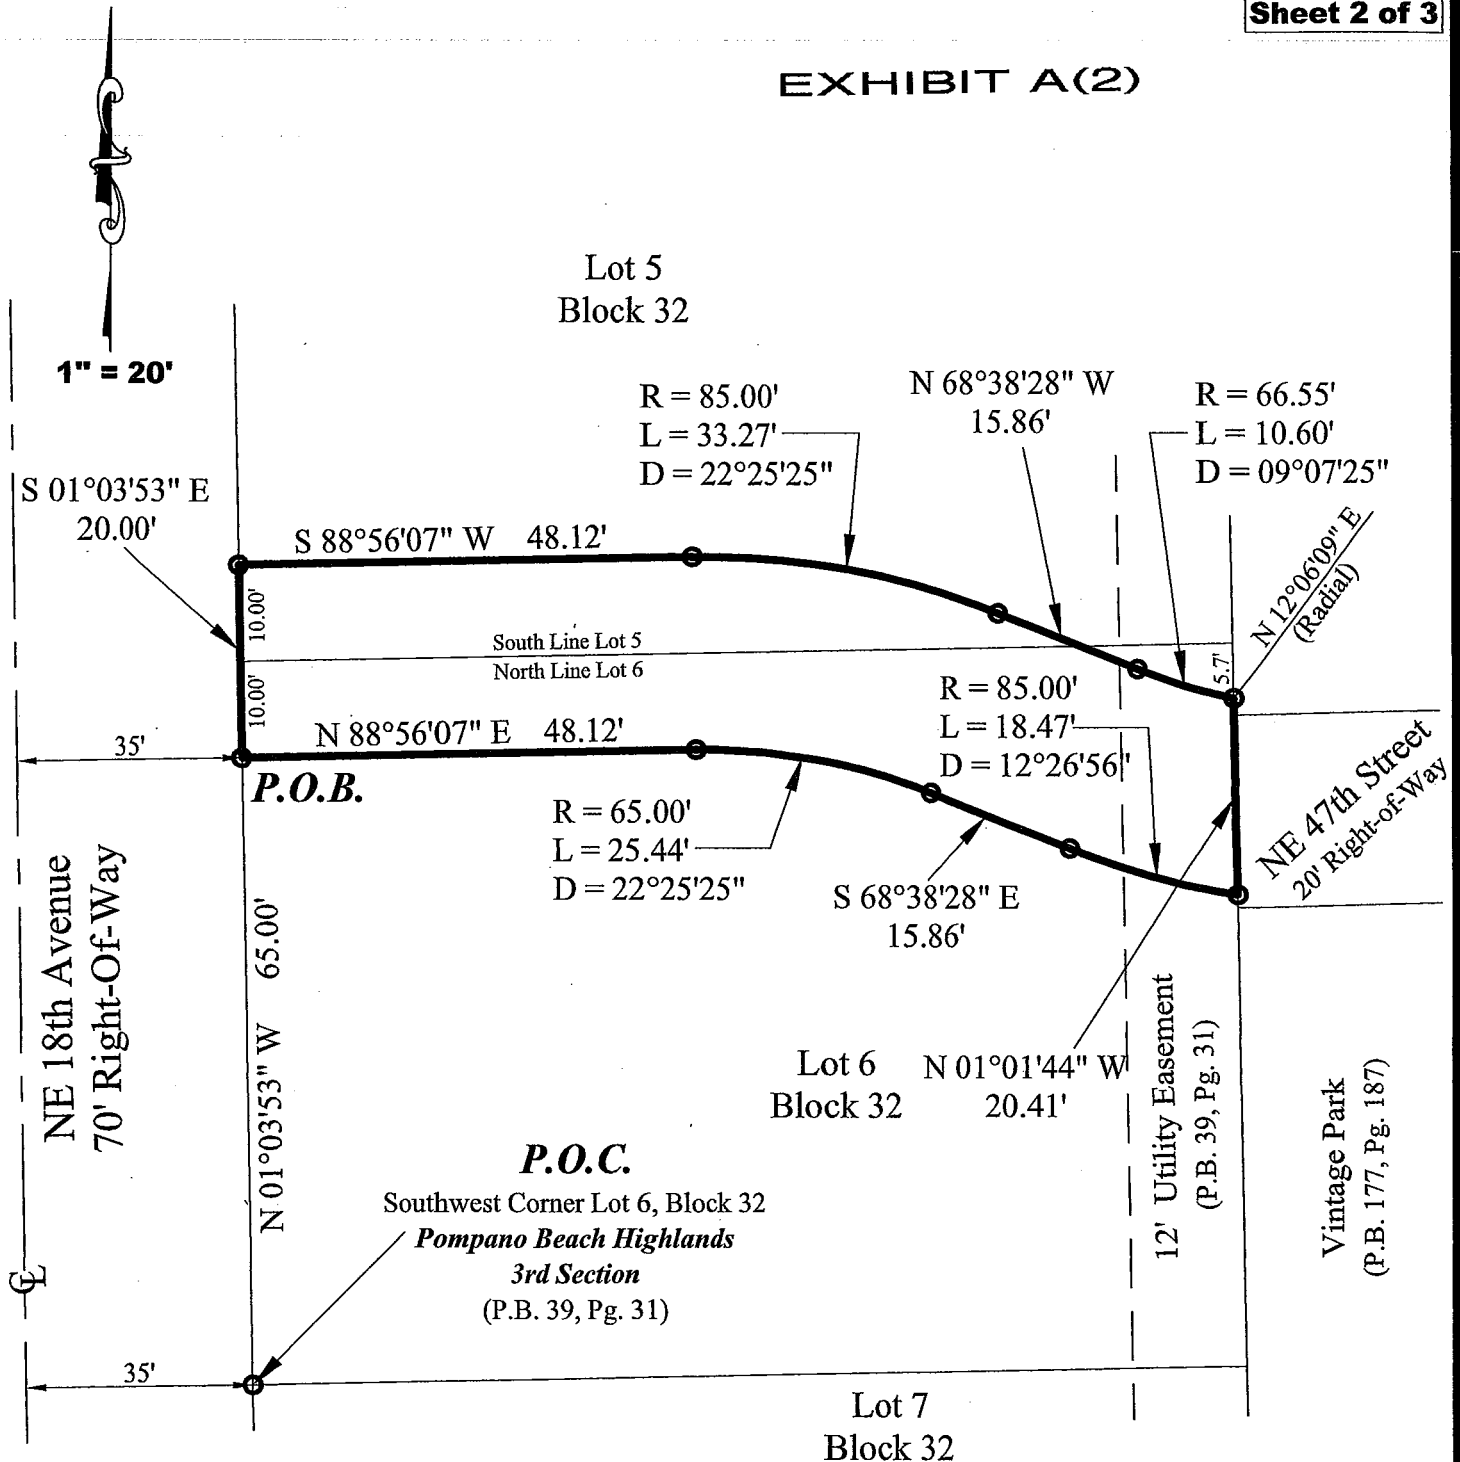 Sheet 2 of 3
EXHIBIT A(2)
1" = 20'
Lot 5
Block 32
R = 85.00'
L = 33.27'
D = 22°25'25"
N 68°38'28" W
15.86'
R = 66.55'
L = 10.60'
D = 09°07'25"
S 01°03'53" E
20.00'
S 88°56'07" W 48.12'
N 12°06'09" E
(Radial)
10.00'
South Line Lot 5
North Line Lot 6
5.7'
10.00'
R = 85.00'
L = 18.47'
D = 12°26'56"
N 88°56'07" E 48.12'
35'
P.O.B.
R = 65.00'
L = 25.44'
D = 22°25'25"
S 68°38'28" E
15.86'
NE 47th Street
20' Right-of-Way
NE 18th Avenue
70' Right-Of-Way
N 01°03'53" W 65.00'
Lot 6
Block 32
N 01°01'44" W
20.41'
12' Utility Easement
(P.B. 39, Pg. 31)
Vintage Park
(P.B. 177, Pg. 187)
P.O.C.
Southwest Corner Lot 6, Block 32
Pompano Beach Highlands
3rd Section
(P.B. 39, Pg. 31)
CL
35'
Lot 7
Block 32